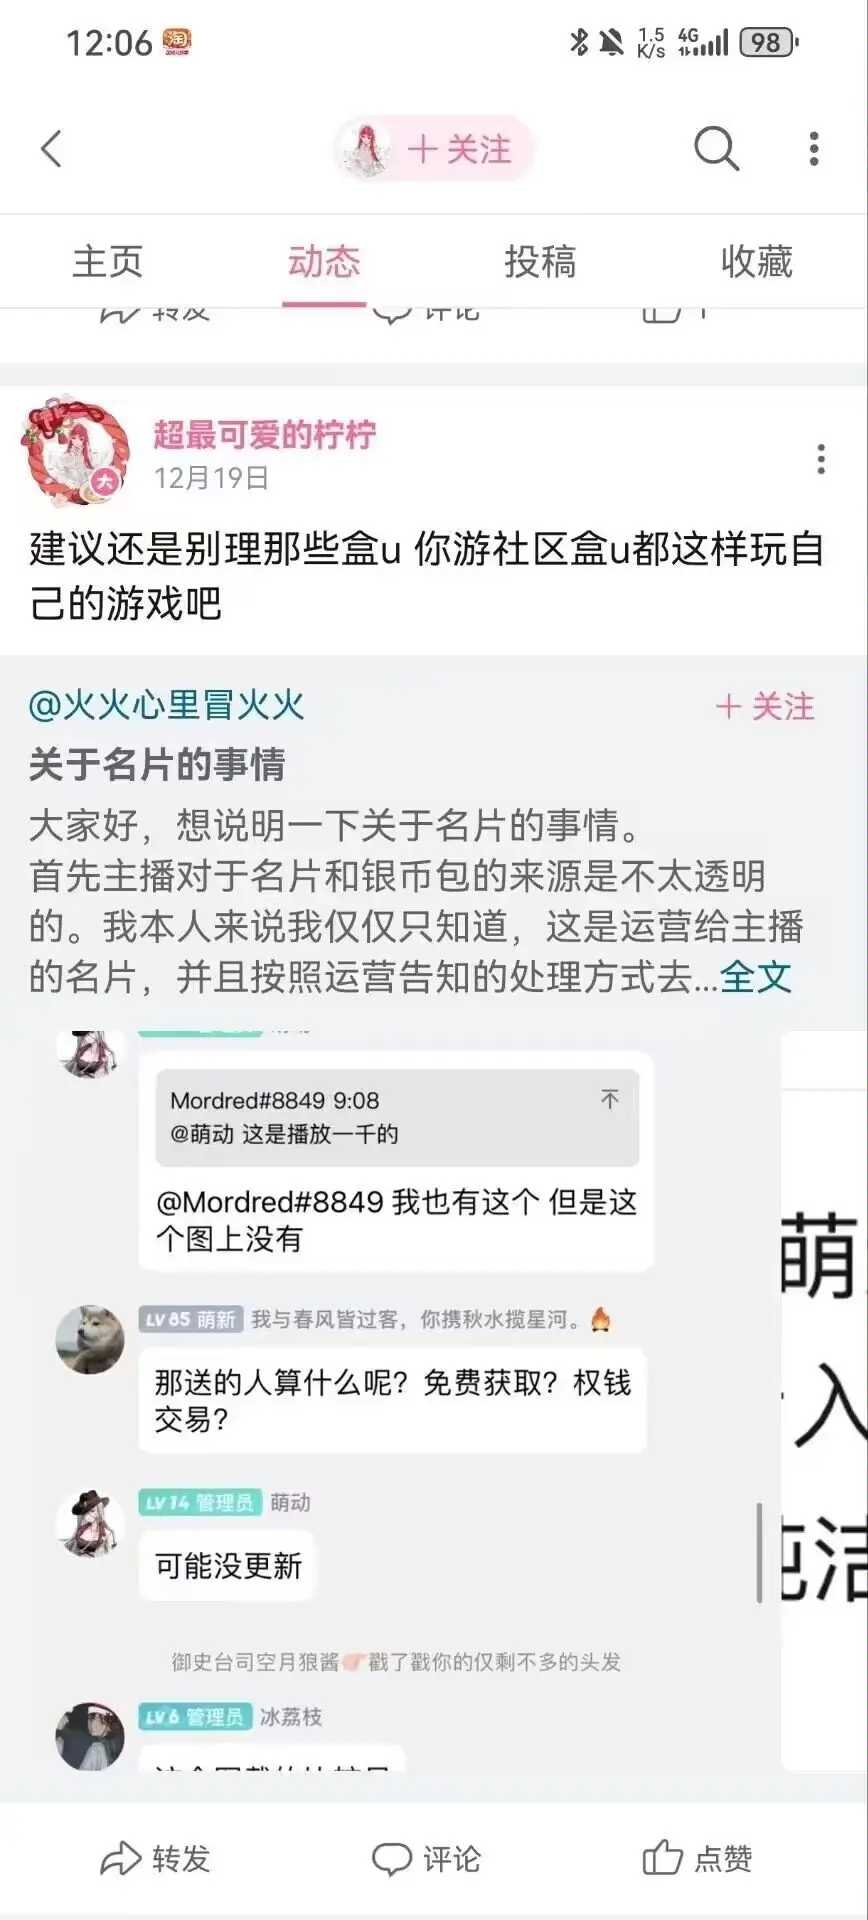 12:06
淘
1.5
K/s
4G
98
+ 关注
主页
动态
投稿
收藏
转发
评论
1
超最可爱的柠柠
大
12月19日
建议还是别理那些盒u 你游社区盒u都这样玩自
己的游戏吧
@火火心里冒火火
+ 关注
关于名片的事情
大家好，想说明一下关于名片的事情。
首先主播对于名片和银币包的来源是不太透明
的。我本人来说我仅仅只知道，这是运营给主播
的名片，并且按照运营告知的处理方式去...全文
Mordred#8849 9:08
@萌动 这是播放一千的
@Mordred#8849 我也有这个 但是这
个图上没有
LV 85 萌新 我与春风皆过客，你携秋水揽星河。
那送的人算什么呢？免费获取？权钱
交易？
LV 14 管理员 萌动
可能没更新
御史台司空月狼酱 戳了戳你的仅剩不多的头发
LV 6 管理员 冰荔枝
萌
入
转发
评论
点赞